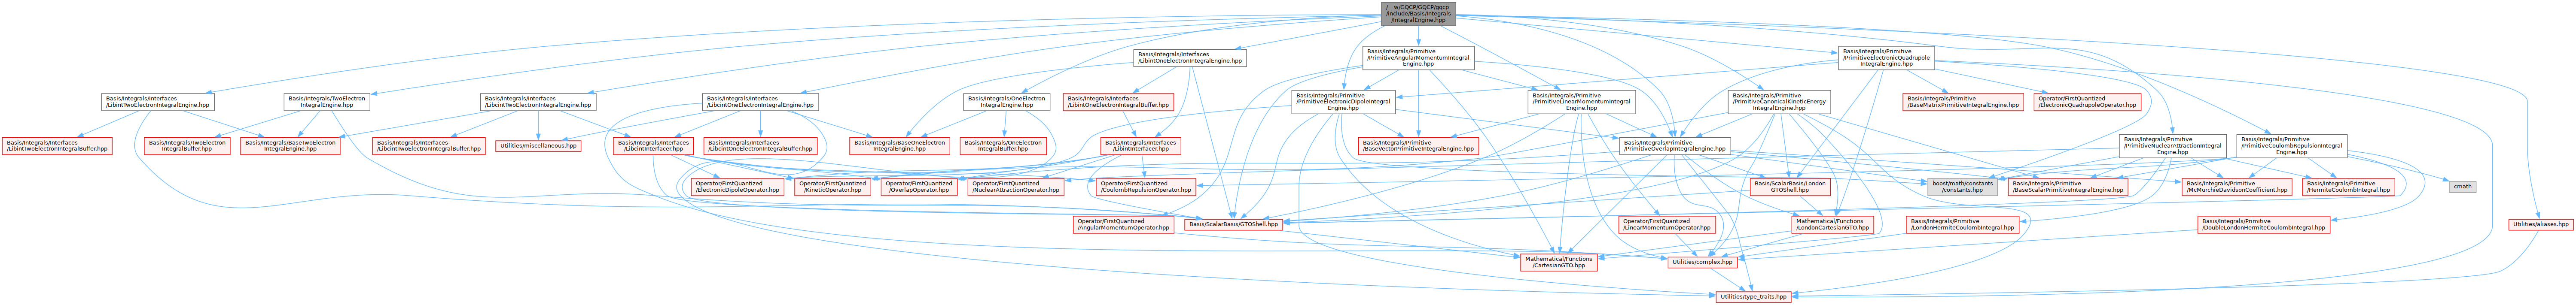 /__w/GQCP/GQCP/gqcp
/include/Basis/Integrals
/IntegralEngine.hpp
Basis/Integrals/Interfaces
/LibintOneElectronIntegralEngine.hpp
Basis/Integrals/Primitive
/PrimitiveAngularMomentumIntegral
Engine.hpp
Basis/Integrals/Primitive
/PrimitiveElectronicQuadrupole
IntegralEngine.hpp
Basis/Integrals/Interfaces
/LibintTwoElectronIntegralEngine.hpp
Basis/Integrals/TwoElectron
IntegralEngine.hpp
Basis/Integrals/Interfaces
/LibcintTwoElectronIntegralEngine.hpp
Basis/Integrals/Interfaces
/LibcintOneElectronIntegralEngine.hpp
Basis/Integrals/OneElectron
IntegralEngine.hpp
Basis/Integrals/Interfaces
/LibintOneElectronIntegralBuffer.hpp
Basis/Integrals/Primitive
/PrimitiveElectronicDipoleIntegral
Engine.hpp
Basis/Integrals/Primitive
/PrimitiveLinearMomentumIntegral
Engine.hpp
Basis/Integrals/Primitive
/PrimitiveCanonicalKineticEnergy
IntegralEngine.hpp
Basis/Integrals/Primitive
/BaseMatrixPrimitiveIntegralEngine.hpp
Operator/FirstQuantized
/ElectronicQuadrupoleOperator.hpp
Basis/Integrals/Interfaces
/LibintTwoElectronIntegralBuffer.hpp
Basis/Integrals/TwoElectron
IntegralBuffer.hpp
Basis/Integrals/BaseTwoElectron
IntegralEngine.hpp
Basis/Integrals/Interfaces
/LibcintTwoElectronIntegralBuffer.hpp
Utilities/miscellaneous.hpp
Basis/Integrals/Interfaces
/LibcintInterfacer.hpp
Basis/Integrals/Interfaces
/LibcintOneElectronIntegralBuffer.hpp
Basis/Integrals/BaseOneElectron
IntegralEngine.hpp
Basis/Integrals/OneElectron
IntegralBuffer.hpp
Basis/Integrals/Interfaces
/LibintInterfacer.hpp
Basis/Integrals/Primitive
/BaseVectorPrimitiveIntegralEngine.hpp
Basis/Integrals/Primitive
/PrimitiveOverlapIntegralEngine.hpp
Basis/Integrals/Primitive
/PrimitiveNuclearAttractionIntegral
Engine.hpp
Basis/Integrals/Primitive
/PrimitiveCoulombRepulsionIntegral
Engine.hpp
Operator/FirstQuantized
/ElectronicDipoleOperator.hpp
Operator/FirstQuantized
/KineticOperator.hpp
Operator/FirstQuantized
/OverlapOperator.hpp
Operator/FirstQuantized
/NuclearAttractionOperator.hpp
Operator/FirstQuantized
/CoulombRepulsionOperator.hpp
Basis/ScalarBasis/London
GTOShell.hpp
boost/math/constants
/constants.hpp
Basis/Integrals/Primitive
/BaseScalarPrimitiveIntegralEngine.hpp
Basis/Integrals/Primitive
/McMurchieDavidsonCoefficient.hpp
Basis/Integrals/Primitive
/HermiteCoulombIntegral.hpp
cmath
Operator/FirstQuantized
/AngularMomentumOperator.hpp
Basis/ScalarBasis/GTOShell.hpp
Operator/FirstQuantized
/LinearMomentumOperator.hpp
Mathematical/Functions
/LondonCartesianGTO.hpp
Basis/Integrals/Primitive
/LondonHermiteCoulombIntegral.hpp
Basis/Integrals/Primitive
/DoubleLondonHermiteCoulombIntegral.hpp
Utilities/aliases.hpp
Mathematical/Functions
/CartesianGTO.hpp
Utilities/complex.hpp
Utilities/type_traits.hpp